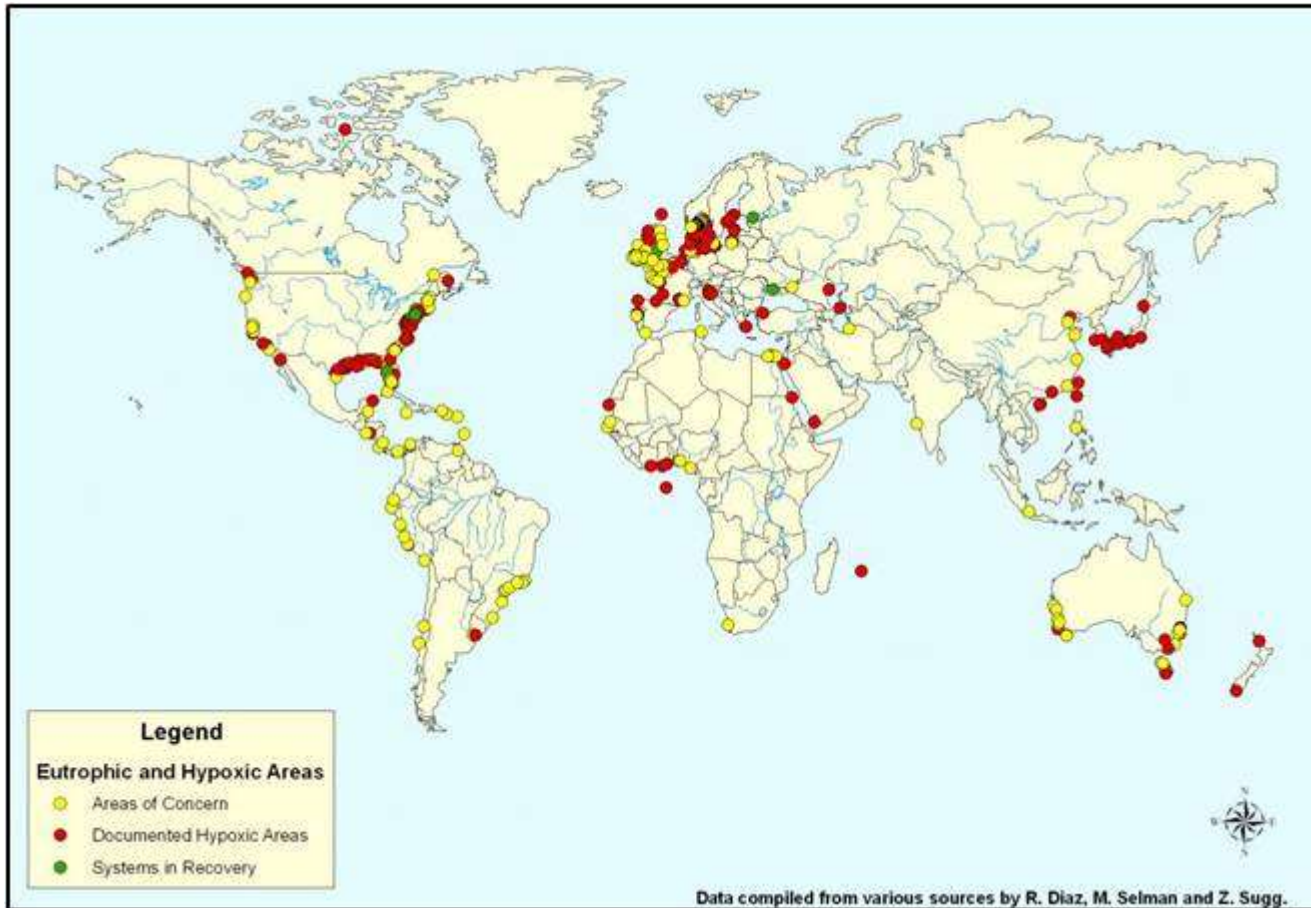 Legend
Eutrophic and Hypoxic Areas
Areas of Concern
Documented Hypoxic Areas
Systems in Recovery
N
W E
S
Data compiled from various sources by R. Diaz, M. Selman and Z. Sugg.